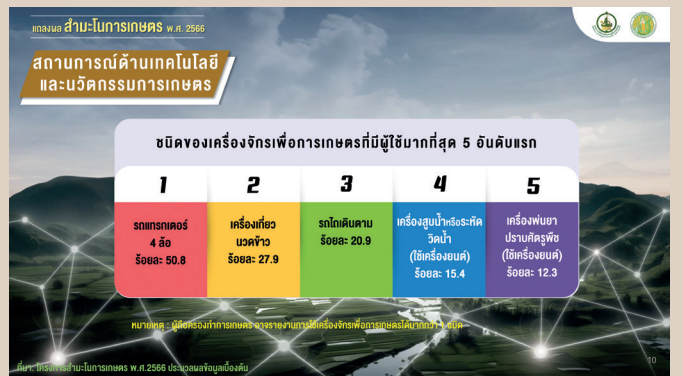 แถลงผล สำมะโนการเกษตร พ.ศ. 2566
สถานการณ์ด้านเทคโนโลยี
และนวัตกรรมการเกษตร
ชนิดของเครื่องจักรเพื่อการเกษตรที่มีผู้ใช้มากที่สุด 5 อันดับแรก
1
รถแทรกเตอร์
4 ล้อ
ร้อยละ 50.8
2
เครื่องเกี่ยว
นวดข้าว
ร้อยละ 27.9
3
รถไถเดินตาม
ร้อยละ 20.9
4
เครื่องสูบน้ำหรือระหัด
วิดน้ำ
(ใช้เครื่องยนต์)
ร้อยละ 15.4
5
เครื่องพ่นยา
ปราบศัตรูพืช
(ใช้เครื่องยนต์)
ร้อยละ 12.3
หมายเหตุ : ผู้ถือครองทำการเกษตร อาจรายงานการใช้เครื่องจักรเพื่อการเกษตรได้มากกว่า 1 ชนิด
ที่มา: โครงการสำมะโนการเกษตร พ.ศ.2566 ประมวลผลข้อมูลเบื้องต้น
10